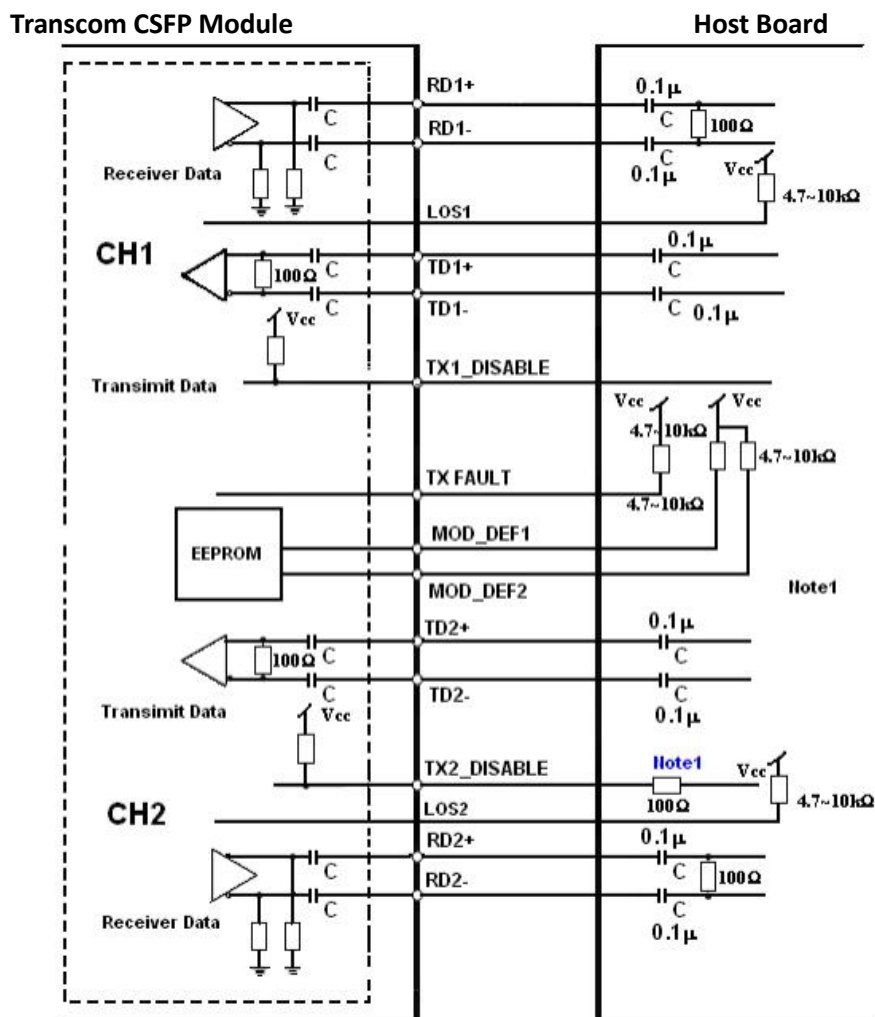 Transcom CSFP Module Host Board
RD1+ 0.1μ
C C 100Ω
RD1-
C C
0.1μ Vcc
Receiver Data 4.7~10kΩ
LOS1
CH1 0.1μ
100Ω C TD1+ C
C TD1- C 0.1μ
Vcc
TX1_DISABLE
Transimit Data
Vcc Vcc
4.7~10kΩ
4.7~10kΩ
TX FAULT 4.7~10kΩ
MOD_DEF1
EEPROM
MOD_DEF2 Note1
TD2+ 0.1μ
100Ω C C
C TD2- C
Transimit Data Vcc 0.1μ
TX2_DISABLE Note1 Vcc
100Ω 4.7~10kΩ
CH2 LOS2
RD2+ 0.1μ
C C 100Ω
RD2-
C C
Receiver Data 0.1μ